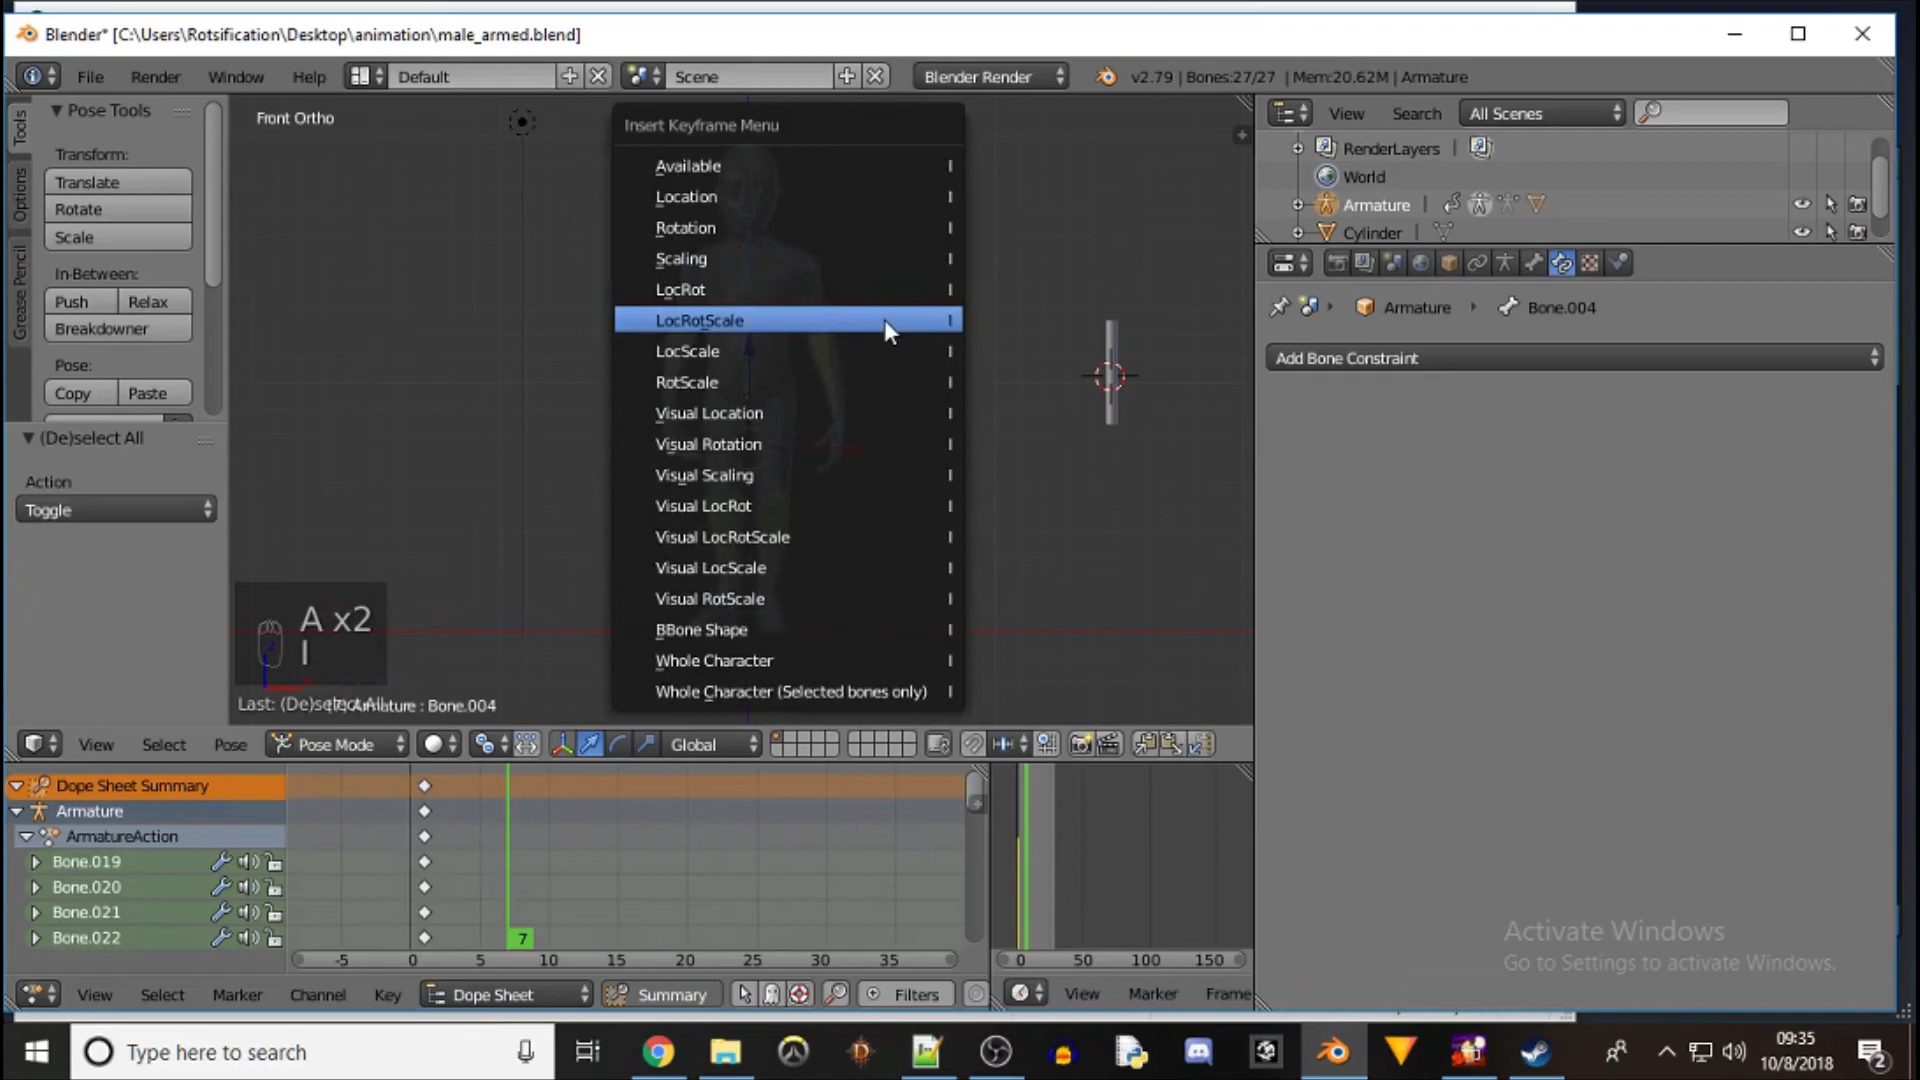 Blender* [C:\Users\Rotsification\Desktop\animation\male_armed.blend]
File Render Window Help Default Scene Blender Render v2.79 | Bones:27/27 | Mem:20.62M | Armature
Pose Tools
Transform:
Translate
Rotate
Scale
In-Between:
Push Relax
Breakdowner
Pose:
Copy Paste
Tools
Options
Grease Pencil
(De)select All
Action
Toggle
Front Ortho
Insert Keyframe Menu
Available I
Location I
Rotation I
Scaling I
LocRot I
LocRotScale I
LocScale I
RotScale I
Visual Location I
Visual Rotation I
Visual Scaling I
Visual LocRot I
Visual LocRotScale I
Visual LocScale I
Visual RotScale I
BBone Shape I
Whole Character I
Whole Character (Selected bones only) I
A x2
I
Last: (De)select All
(7) Armature : Bone.004
View Select Pose Pose Mode Global
View Search All Scenes
RenderLayers |
World
Armature |
Cylinder |
Armature Bone.004
Add Bone Constraint
Dope Sheet Summary
Armature
ArmatureAction
Bone.019
Bone.020
Bone.021
Bone.022
7
-5 0 5 10 15 20 25 30 35
0 50 100 150
View Select Marker Channel Key Dope Sheet Summary Filters
View Marker Frame
Activate Windows
Go to Settings to activate Windows.
Type here to search
09:35
10/8/2018
2